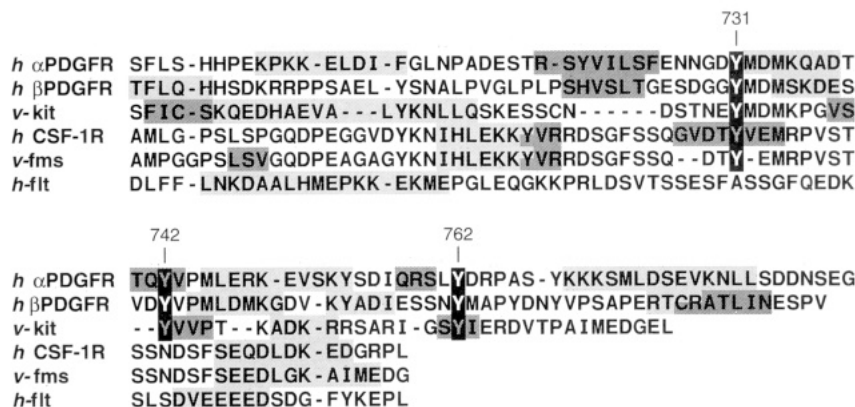 731
h αPDGFR SFLS-HHPEKPKK-ELDI-FGLNPADESTR-SYVILSFENNGDYMDMKQADT
h βPDGFR TFLQ-HHSDKRRPPSAEL-YSNALPVGLPLPSHVSLTGESDGGYMDMSKDES
v-kit SFIC-SKQEDHAEVA---LYKNLLQSKESSCN------DSTNEYMDMKPGVS
h CSF-1R AMLG-PSLSPGQDPEGGVDYKNIHLEKKYVRRDSGFSSQGVDTYVEMRPVST
v-fms AMPGGPSLSVGQDPEAGAGYKNIHLEKKYVRRDSGFSSQ--DTY-EMRPVST
h-flt DLFF-LNKDAALHMEPKK-EKMEPGLEQGKKPRLDSVTSSESFASSGFQEDK
742 762
h αPDGFR TQYVPMLERK-EVSKYSDIQRSLYDRPAS-YKKKSMLDSEVKNLLSDDNSEG
h βPDGFR VDYVPMLDMKGDV-KYADIESSNYMAPYDNYVPSAPERTCRATLINESPV
v-kit --YVVPT-KADK-RRSARI-GSYIERDVTPAIMEDGEL
h CSF-1R SSNDSFSEQDLDK-EDGRPL
v-fms SSNDSFSEEDLGK-AIMEDG
h-flt SLSDVEEEEDSDG-FYKEPL